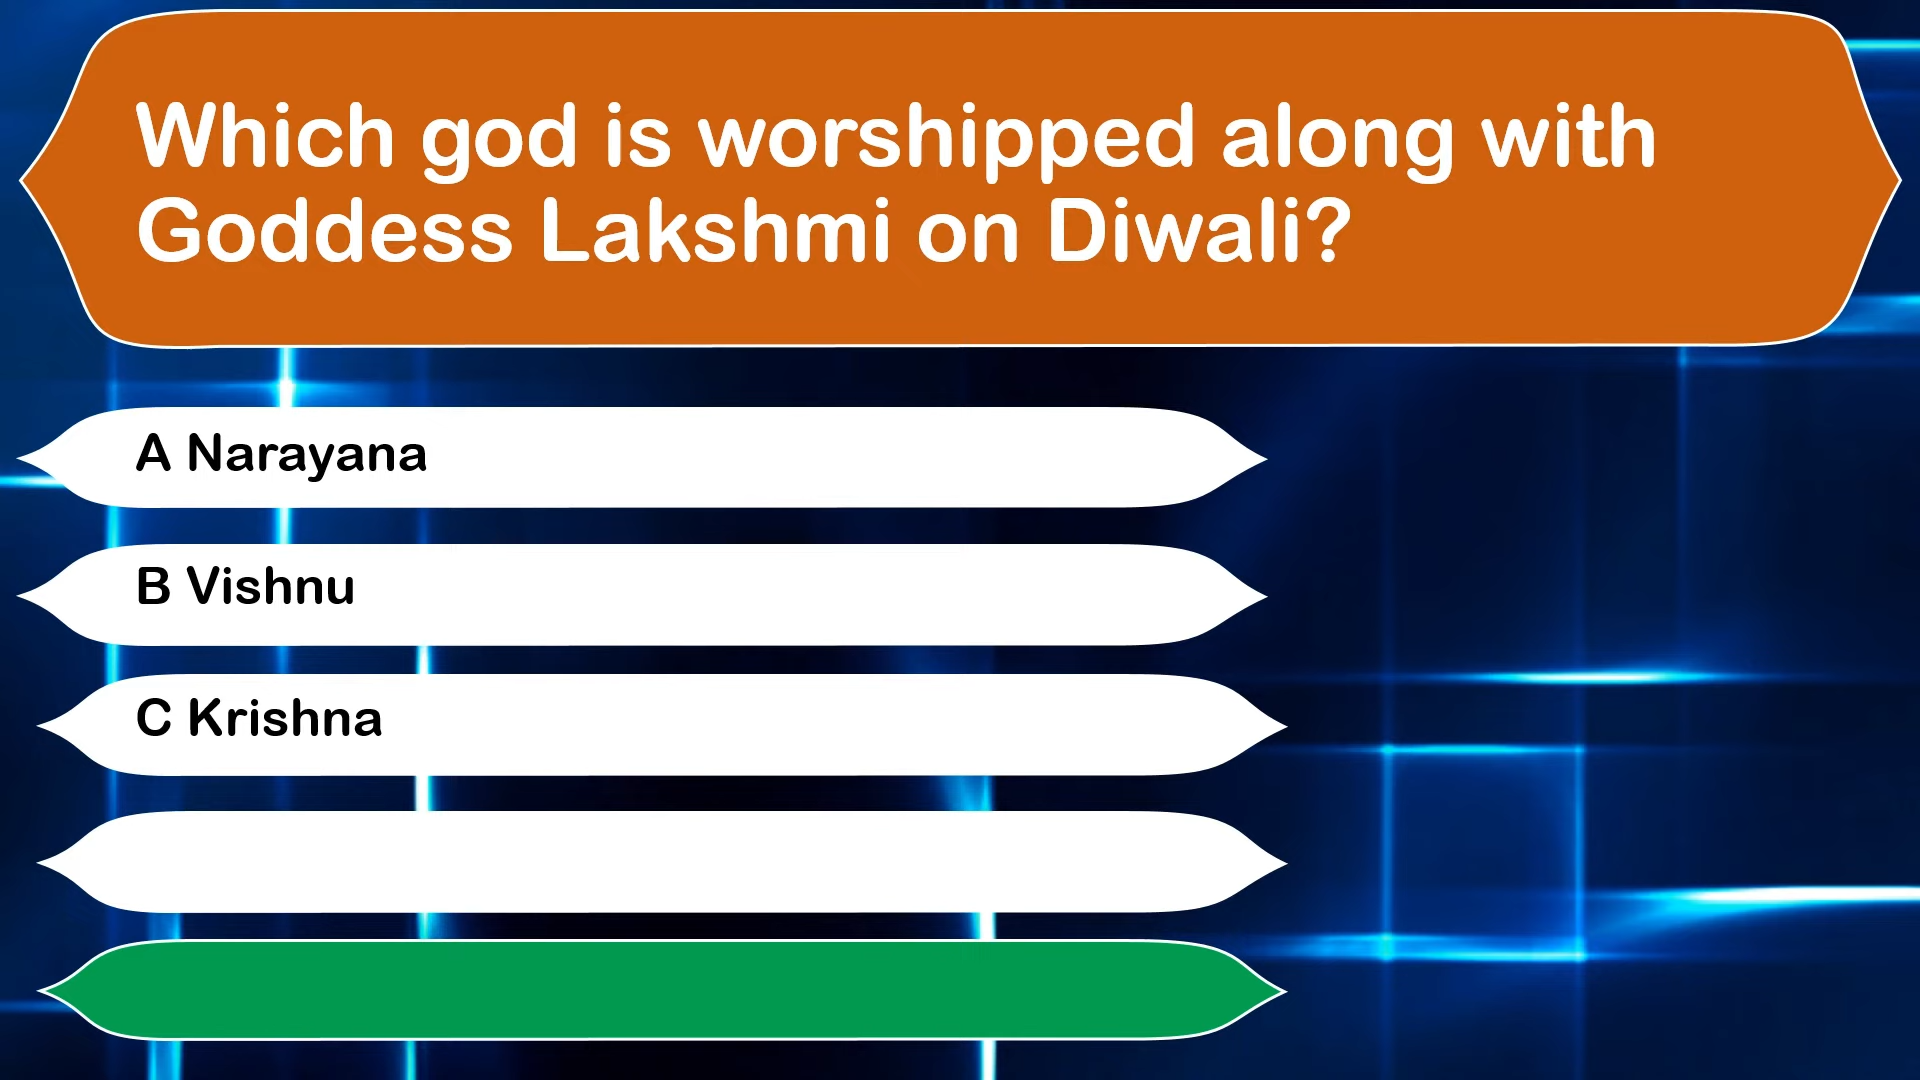 Which god is worshipped along with
Goddess Lakshmi on Diwali?
A Narayana
B Vishnu
C Krishna